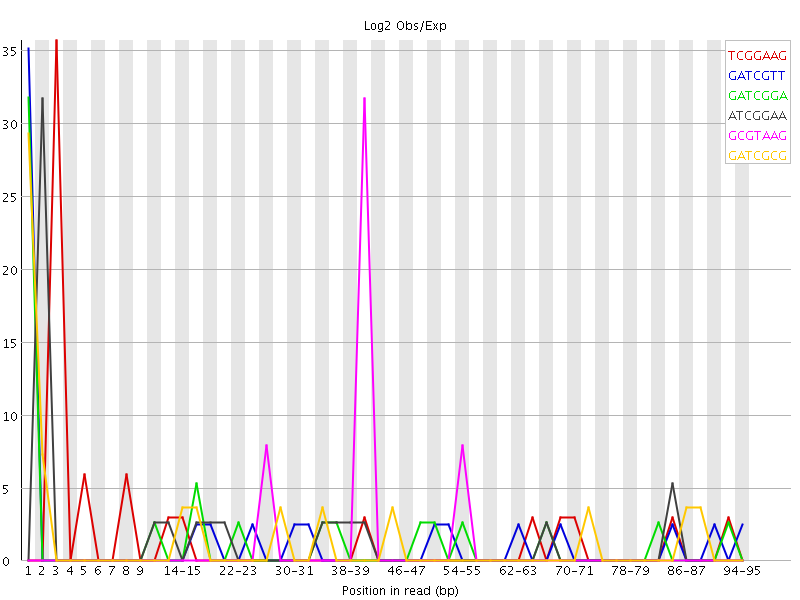 Log2 Obs/Exp
35
30
25
20
15
10
5
0
TCGGAAG
GATCGTT
GATCGGA
ATCGGAA
GCGTAAG
GATCGCG
1 2 3 4 5 6 7 8 9 14-15 22-23 30-31 38-39 46-47 54-55 62-63 70-71 78-79 86-87 94-95
Position in read (bp)